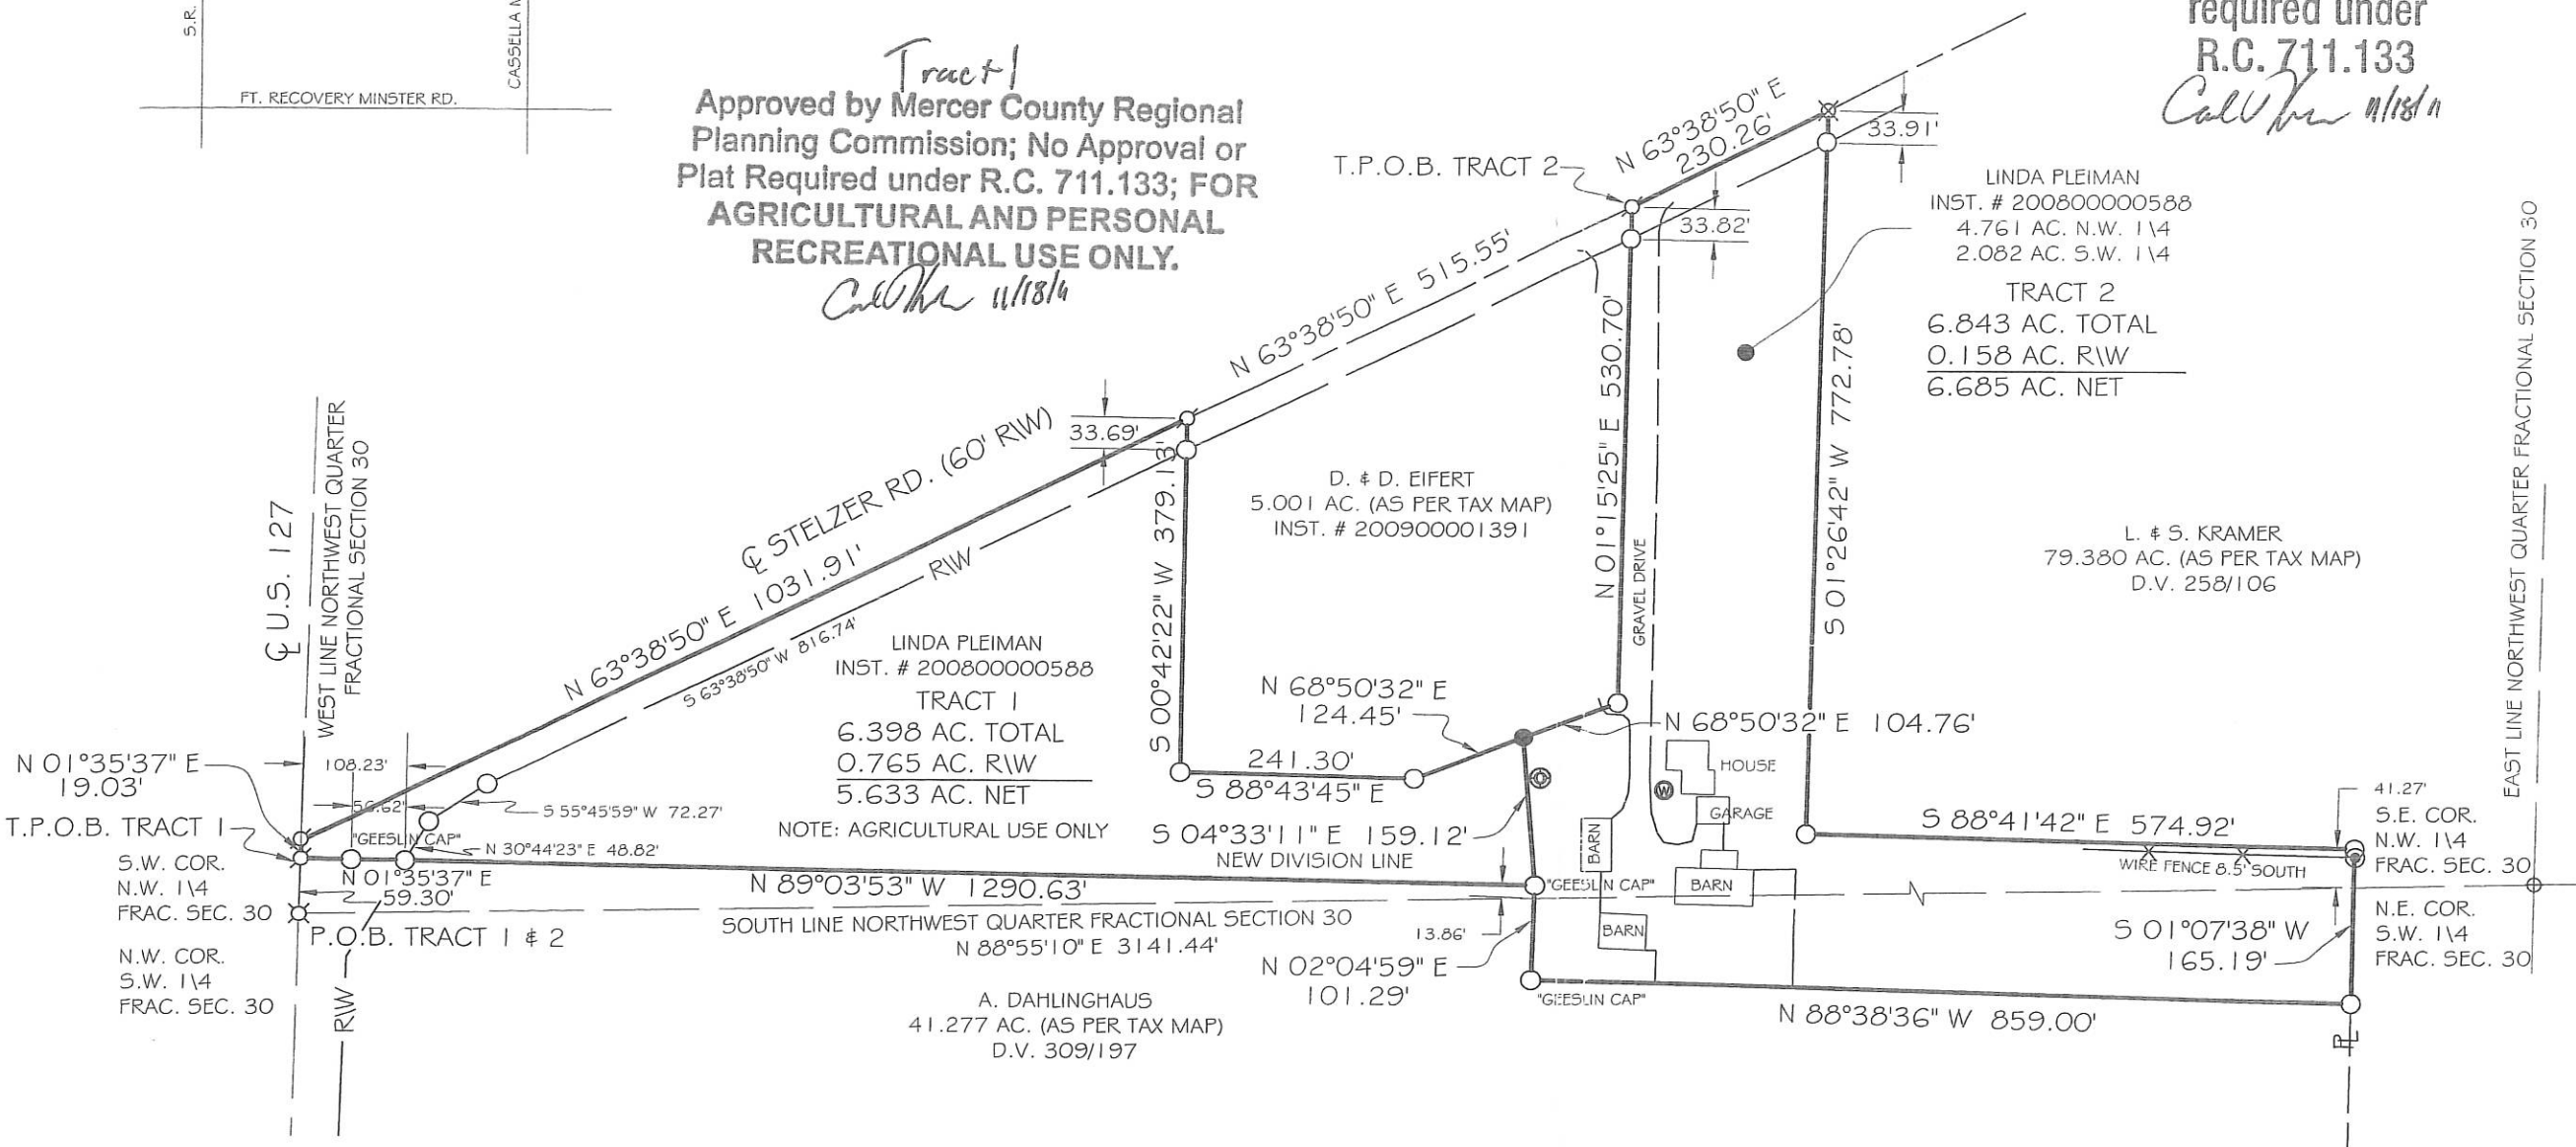 S.R.
CASSELLA
FT. RECOVERY MINSTER RD.
Tract 1
Approved by Mercer County Regional
Planning Commission; No Approval or
Plat Required under R.C. 711.133; FOR
AGRICULTURAL AND PERSONAL
RECREATIONAL USE ONLY.
11/18/11
required under
R.C. 711.133
11/18/11
N 63°38'50" E
230.26'
33.91'
T.P.O.B. TRACT 2
33.82'
LINDA PLEIMAN
INST. # 200800000588
4.761 AC. N.W. 1\4
2.082 AC. S.W. 1\4
TRACT 2
6.843 AC. TOTAL
0.158 AC. R\W
6.685 AC. NET
EAST LINE NORTHWEST QUARTER FRACTIONAL SECTION 30
N 63°38'50" E 515.55'
N 01°15'25" E 530.70'
S 01°26'42" W 772.78'
GRAVEL DRIVE
33.69'
S 00°42'22" W 379.13'
D. & D. EIFERT
5.001 AC. (AS PER TAX MAP)
INST. # 200900001391
L. & S. KRAMER
79.380 AC. (AS PER TAX MAP)
D.V. 258/106
℄ STELZER RD. (60' R\W)
N 63°38'50" E 1031.91'
R\W
S 63°38'50" W 816.74'
℄ U.S. 127
WEST LINE NORTHWEST QUARTER
FRACTIONAL SECTION 30
LINDA PLEIMAN
INST. # 200800000588
TRACT 1
6.398 AC. TOTAL
0.765 AC. R\W
5.633 AC. NET
NOTE: AGRICULTURAL USE ONLY
N 68°50'32" E
124.45'
N 68°50'32" E 104.76'
241.30'
S 88°43'45" E
HOUSE
W
GARAGE
BARN
BARN
BARN
S 04°33'11" E 159.12'
NEW DIVISION LINE
N 01°35'37" E
19.03'
108.23'
56.62'
S 55°45'59" W 72.27'
T.P.O.B. TRACT 1
"GEESLIN CAP"
N 30°44'23" E 48.82'
S.W. COR.
N.W. 1\4
FRAC. SEC. 30
N 01°35'37" E
59.30'
N 89°03'53" W 1290.63'
"GEESLIN CAP"
SOUTH LINE NORTHWEST QUARTER FRACTIONAL SECTION 30
N 88°55'10" E 3141.44'
P.O.B. TRACT 1 & 2
N.W. COR.
S.W. 1\4
FRAC. SEC. 30
R\W
13.86'
N 02°04'59" E
101.29'
"GEESLIN CAP"
A. DAHLINGHAUS
41.277 AC. (AS PER TAX MAP)
D.V. 309/197
S 88°41'42" E 574.92'
WIRE FENCE 8.5' SOUTH
41.27'
S.E. COR.
N.W. 1\4
FRAC. SEC. 30
N.E. COR.
S.W. 1\4
FRAC. SEC. 30
S 01°07'38" W
165.19'
N 88°38'36" W 859.00'
PL